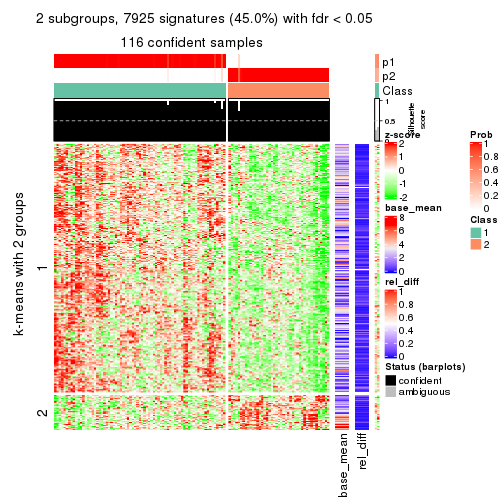 2 subgroups, 7925 signatures (45.0%) with fdr < 0.05
116 confident samples
p1
p2
Class
1
0.5
0
Silhouette
score
k-means with 2 groups
1
2
base_mean
rel_diff
z-score
2
1
0
-1
-2
base_mean
8
6
4
2
0
rel_diff
1
0.8
0.6
0.4
0.2
0
Status (barplots)
confident
ambiguous
Prob
1
0.8
0.6
0.4
0.2
0
Class
1
2